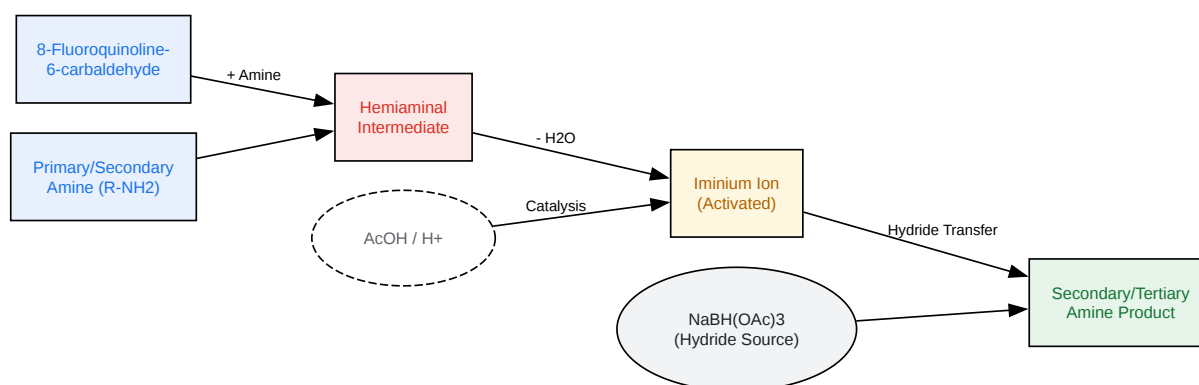 8-Fluoroquinoline-
6-carbaldehyde
+ Amine
Primary/Secondary
Amine (R-NH2)
Hemiaminal
Intermediate
- H2O
AcOH / H+
Catalysis
Iminium Ion
(Activated)
Hydride Transfer
NaBH(OAc)3
(Hydride Source)
Secondary/Tertiary
Amine Product